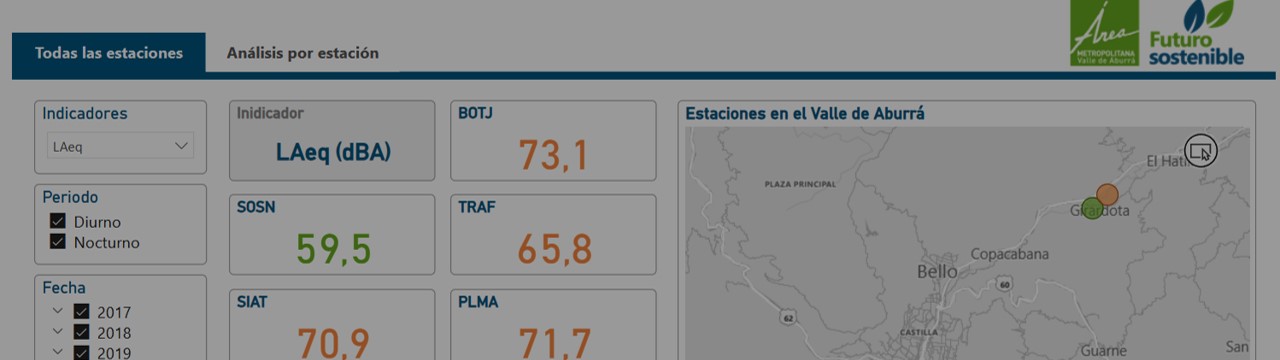 Todas las estaciones
Análisis por estación
Área
METROPOLITANA
Valle de Aburrá
Futuro
sostenible
Indicadores
LAeq
Periodo
Diurno
Nocturno
Fecha
2017
2018
2019
Inidicador
LAeq (dBA)
BOTJ
73,1
SOSN
59,5
TRAF
65,8
SIAT
70,9
PLMA
71,7
Estaciones en el Valle de Aburrá
PLAZA PRINCIPAL
El Hati
Girardota
Copacabana
Bello
60
62
CASTILLA
Guarne
San